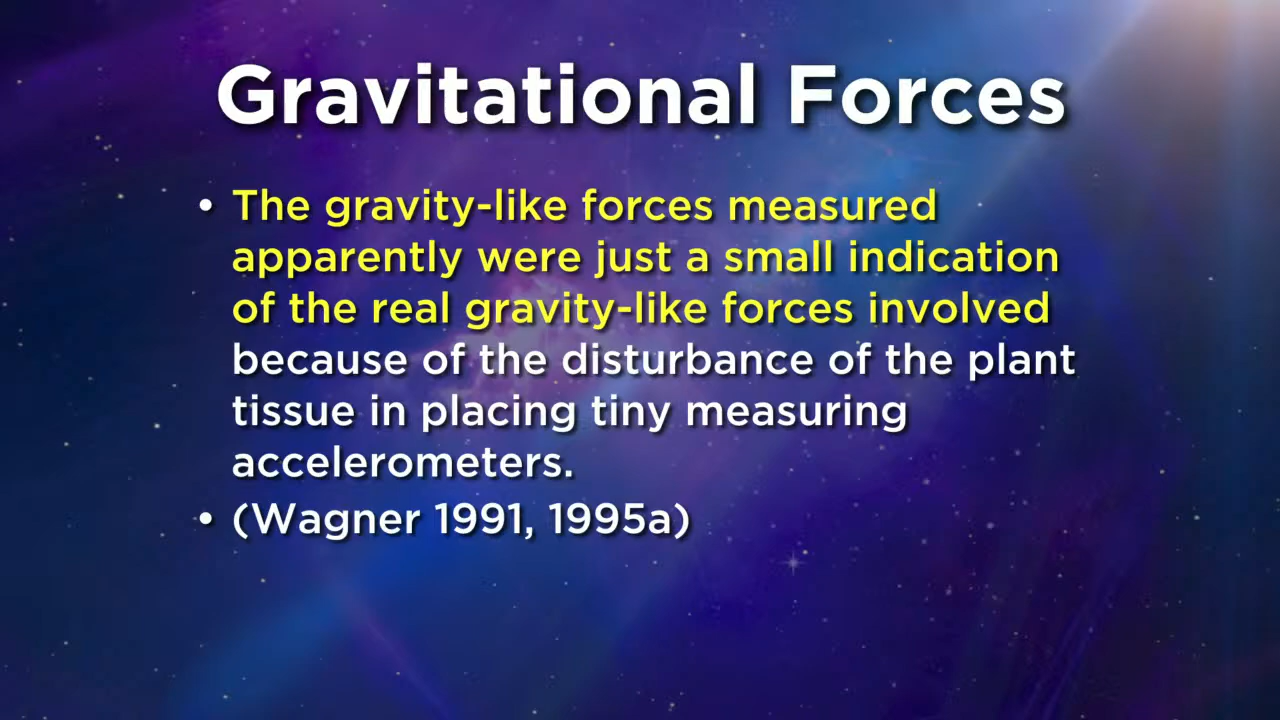 Gravitational Forces
• The gravity-like forces measured
apparently were just a small indication
of the real gravity-like forces involved
because of the disturbance of the plant
tissue in placing tiny measuring
accelerometers.
• (Wagner 1991, 1995a)